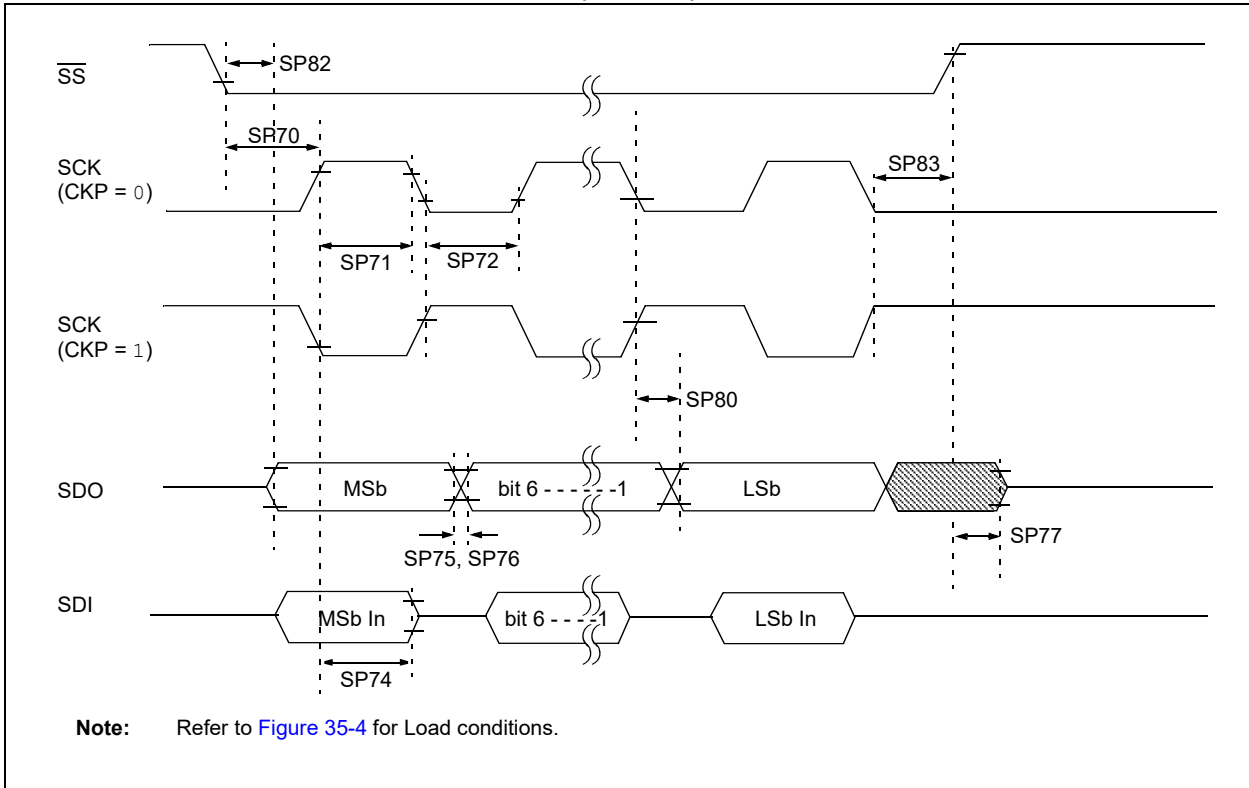 SS
SP82
SP70
SCK
(CKP = 0)
SP83
SP71
SP72
SCK
(CKP = 1)
SP80
SDO
MSb
bit 6 - - - - - -1
LSb
SP77
SP75, SP76
SDI
MSb In
bit 6 - - - -1
LSb In
SP74
Note: Refer to Figure 35-4 for Load conditions.